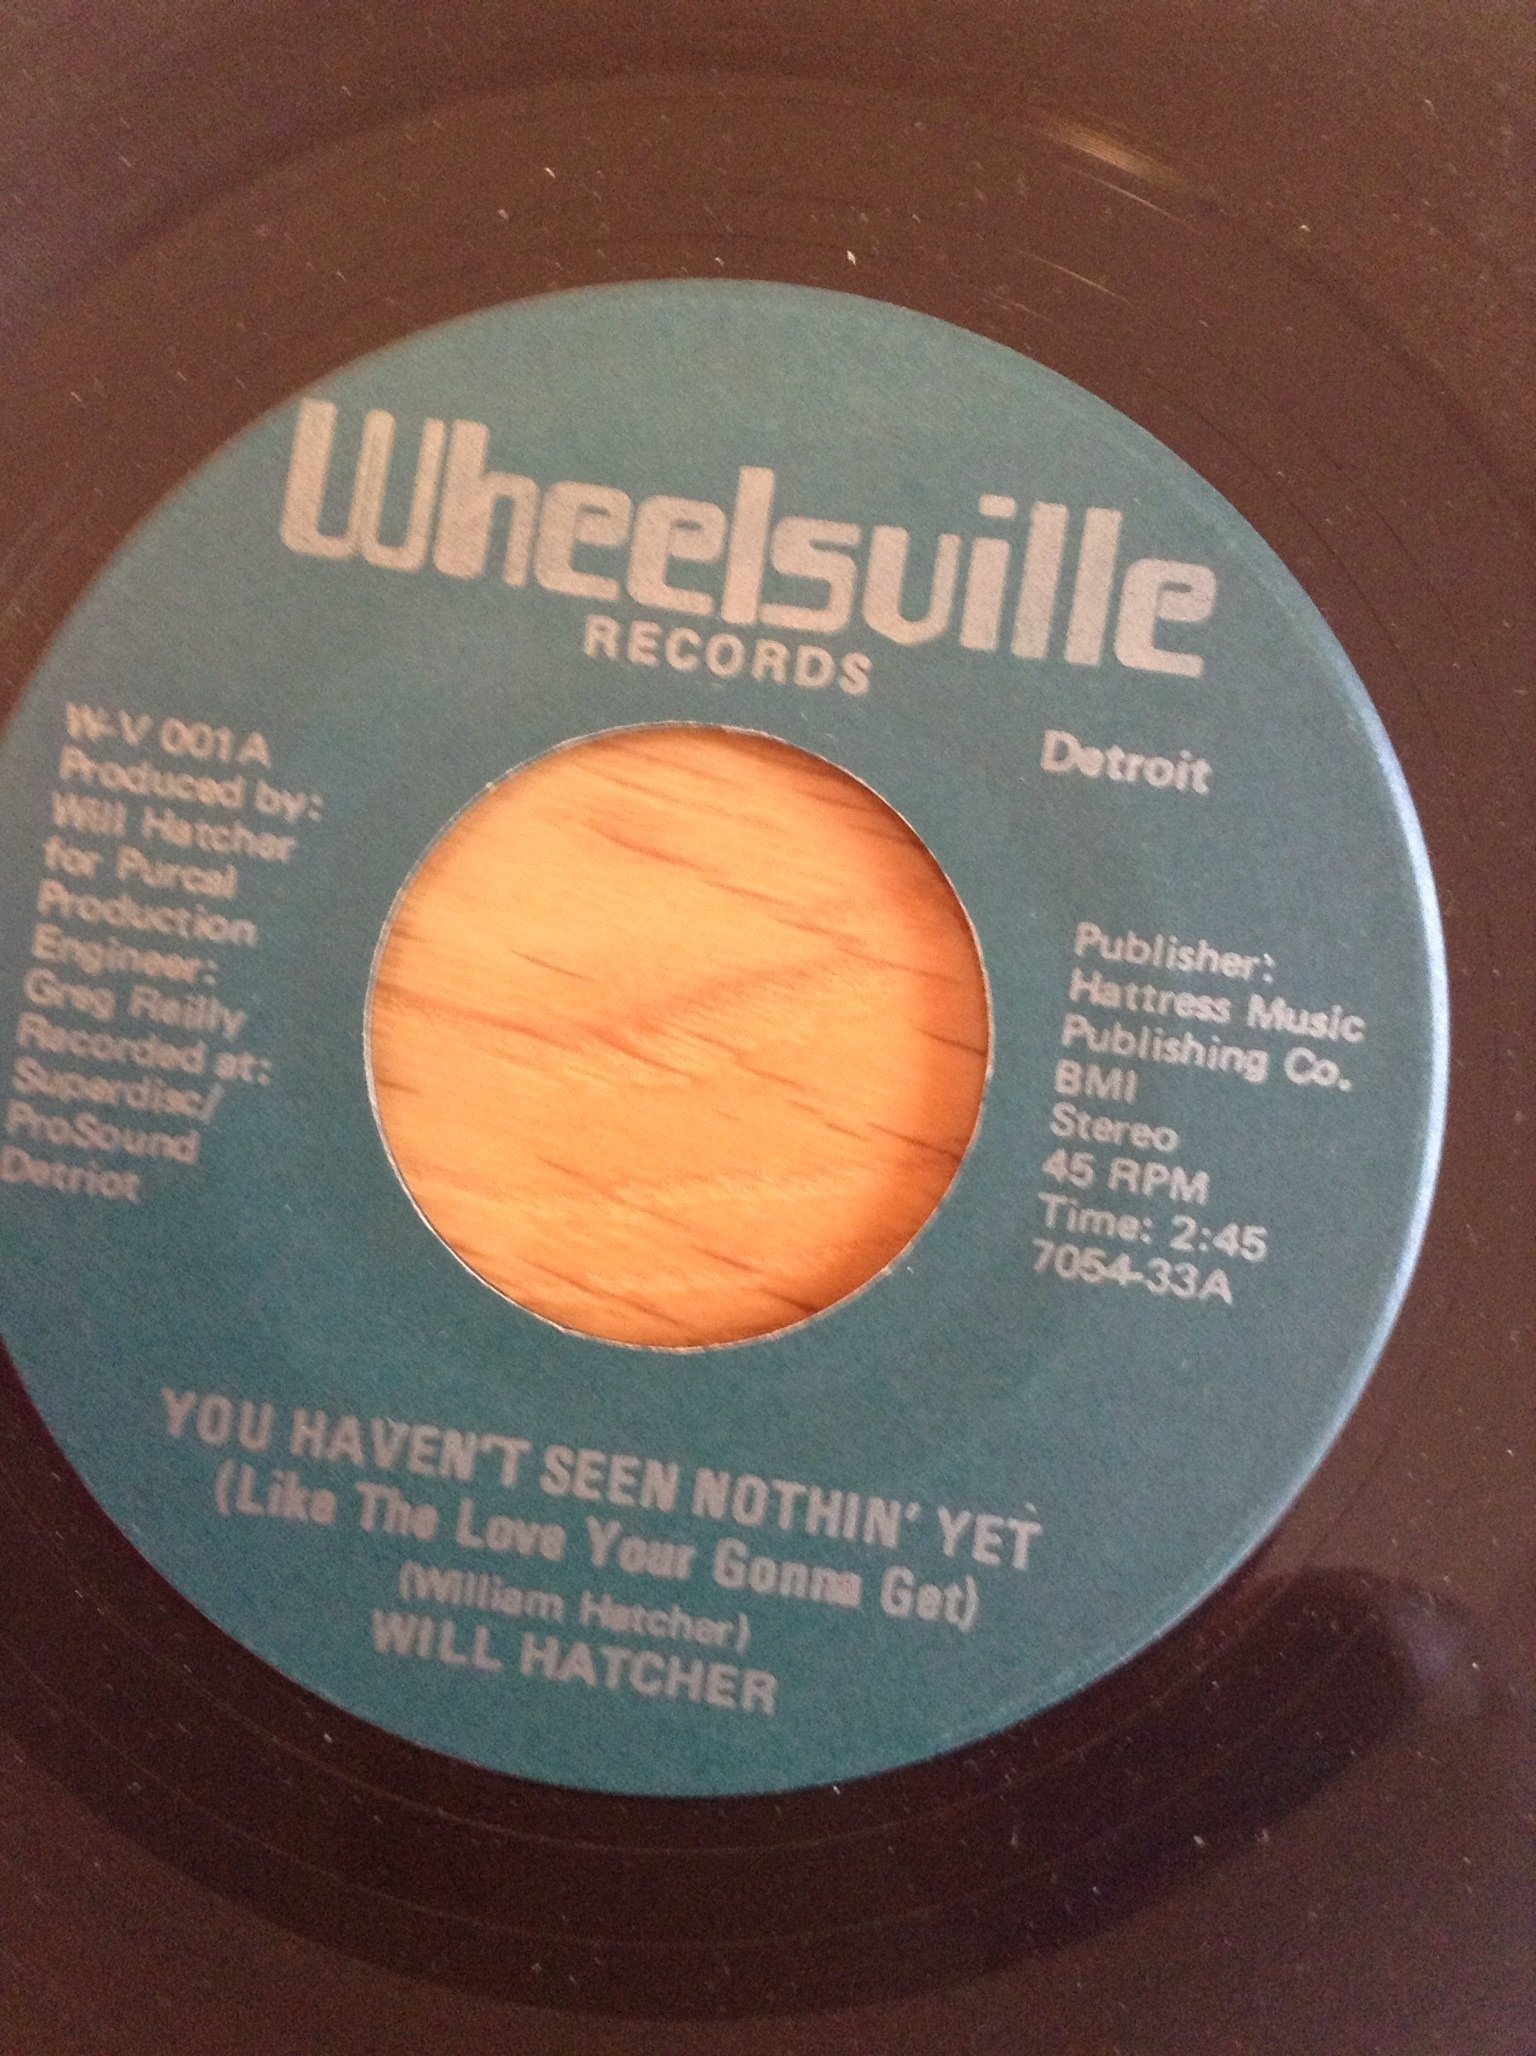 Wheelsville
RECORDS
W-V 001A
Produced by:
Will Hatcher
for Purcal
Production
Engineer:
Greg Reilly
Recorded at:
Superdisc/
ProSound
Detriot
Detroit
Publisher:
Hattress Music
Publishing Co.
BMI
Stereo
45 RPM
Time: 2:45
7054-33A
YOU HAVEN'T SEEN NOTHIN' YET
(Like The Love Your Gonna Get)
(William Hatcher)
WILL HATCHER